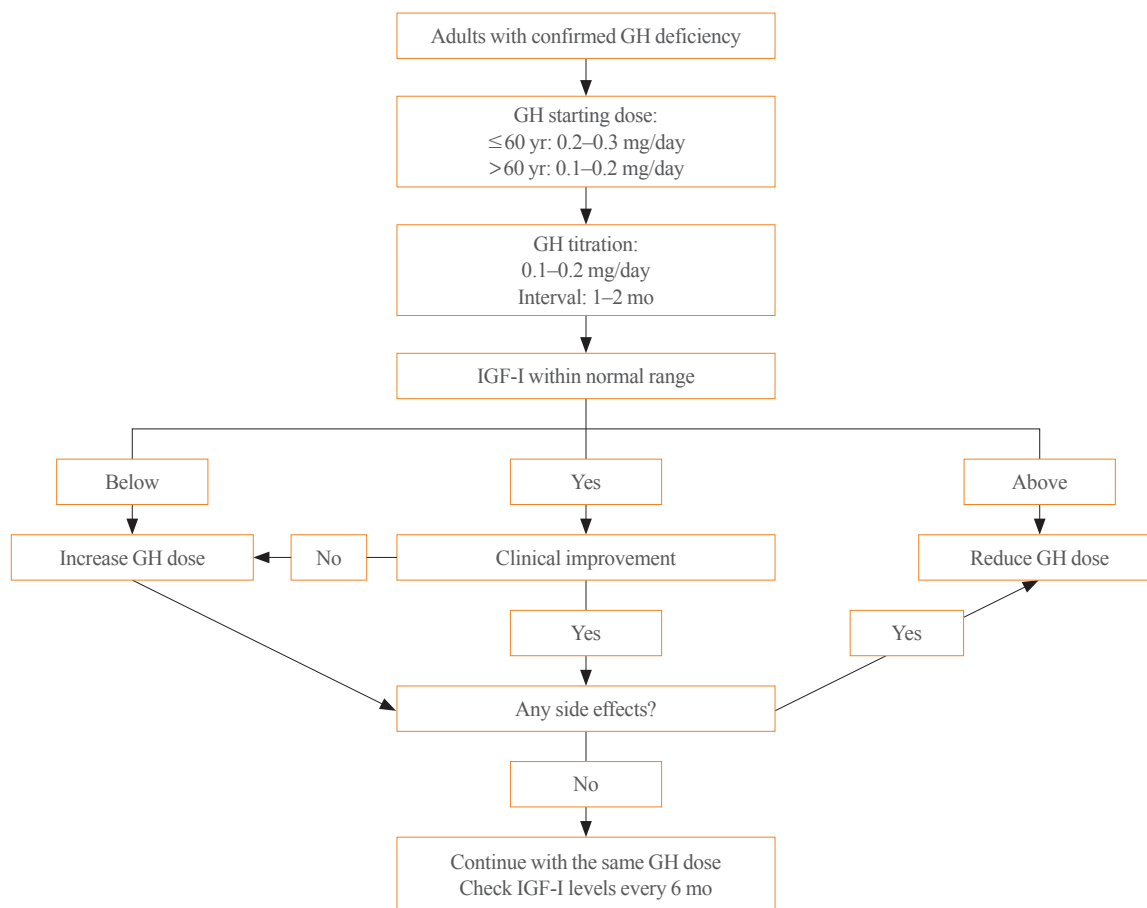 Adults with confirmed GH deficiency
GH starting dose:
≤60 yr: 0.2–0.3 mg/day
>60 yr: 0.1–0.2 mg/day
GH titration:
0.1–0.2 mg/day
Interval: 1–2 mo
IGF-I within normal range
Below
Yes
Above
Increase GH dose
No
Clinical improvement
Reduce GH dose
Yes
Yes
Any side effects?
No
Continue with the same GH dose
Check IGF-I levels every 6 mo